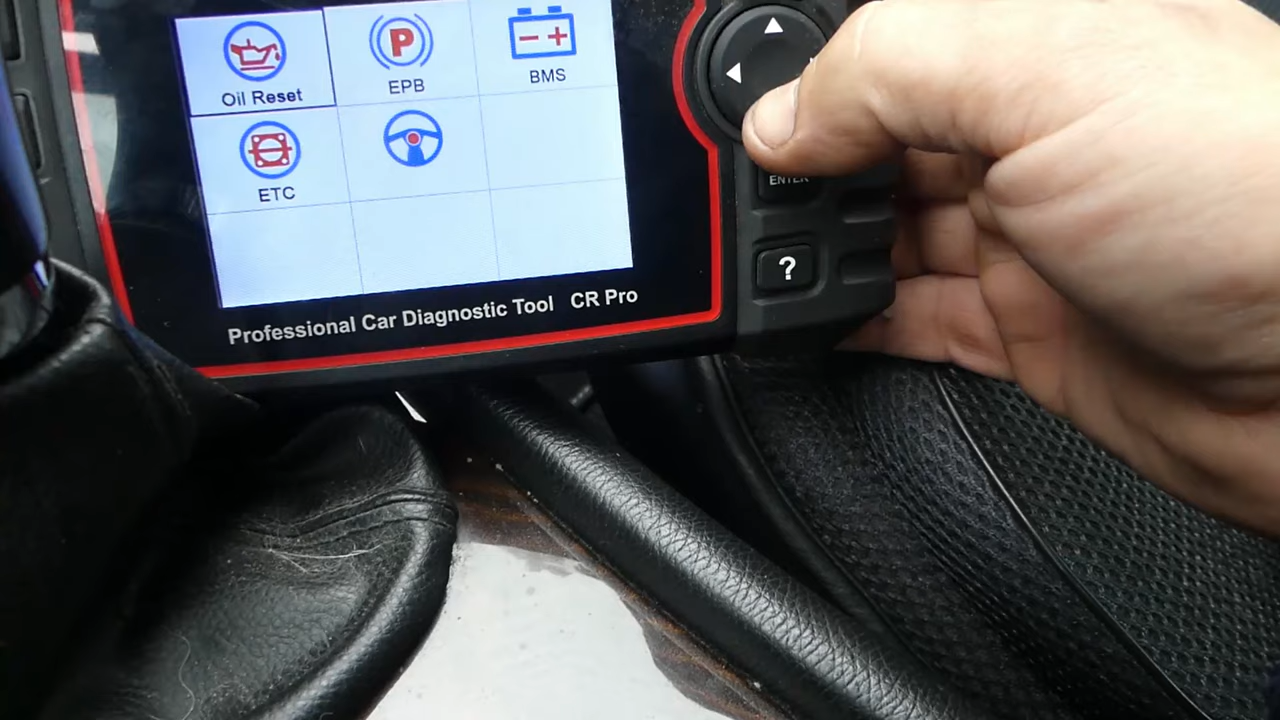 Oil Reset
EPB
BMS
ETC
Professional Car Diagnostic Tool CR Pro
ENTER
?